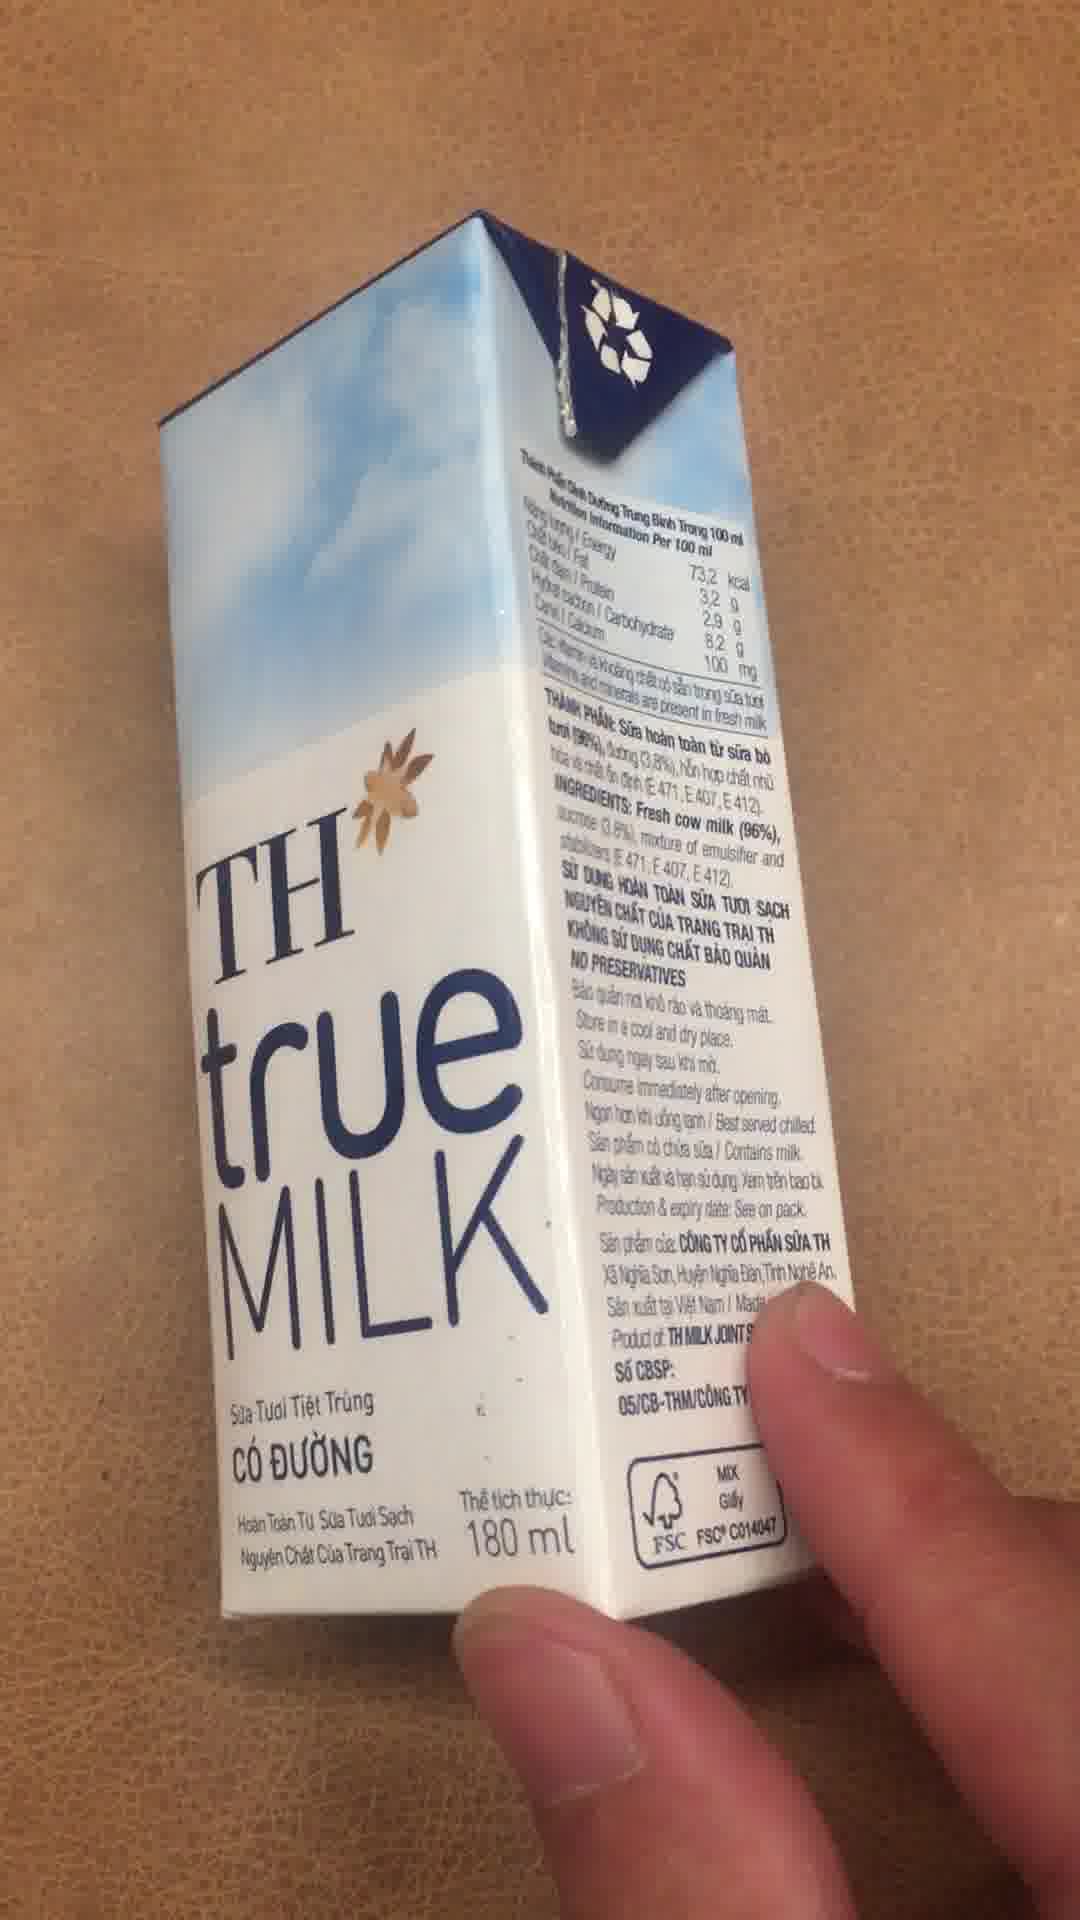 TH
true
MILK
Sữa Tươi Tiệt Trùng
CÓ ĐƯỜNG
Hoàn Toàn Từ Sữa Tươi Sạch
Nguyên Chất Của Trang Trại TH
Thể tích thực:
180 ml
Thành Phần Dinh Dưỡng Trung Bình Trong 100 ml
Nutrition Information Per 100 ml
Năng lượng / Energy 73,2 kcal
Chất béo / Fat 3,2 g
Chất đạm / Protein 2,9 g
Hydrat cacbon / Carbohydrate 8,2 g
Canxi / Calcium 100 mg
Các vitamin và khoáng chất có sẵn trong sữa tươi
Vitamins and minerals are present in fresh milk
THÀNH PHẦN: Sữa hoàn toàn từ sữa bò
tươi (96%), đường (3,8%), hỗn hợp chất nhũ
hóa và chất ổn định (E 471, E 407, E 412).
INGREDIENTS: Fresh cow milk (96%),
sucrose (3.8%), mixture of emulsifier and
stabilizers (E 471, E 407, E 412).
SỬ DỤNG HOÀN TOÀN SỮA TƯƠI SẠCH
NGUYÊN CHẤT CỦA TRANG TRẠI TH
KHÔNG SỬ DỤNG CHẤT BẢO QUẢN
NO PRESERVATIVES
Bảo quản nơi khô ráo và thoáng mát.
Store in a cool and dry place.
Sử dụng ngay sau khi mở.
Consume immediately after opening.
Ngon hơn khi uống lạnh / Best served chilled.
Sản phẩm có chứa sữa / Contains milk.
Ngày sản xuất và hạn sử dụng: Xem trên bao bì.
Production & expiry date: See on pack.
Sản phẩm của: CÔNG TY CỔ PHẦN SỮA TH
Xã Nghĩa Sơn, Huyện Nghĩa Đàn, Tỉnh Nghệ An.
Sản xuất tại Việt Nam / Made
Product of: TH MILK JOINT S
Số CBSP:
05/CB-THM/CÔNG TY
MIX
Giấy
FSC
FSC® C014047